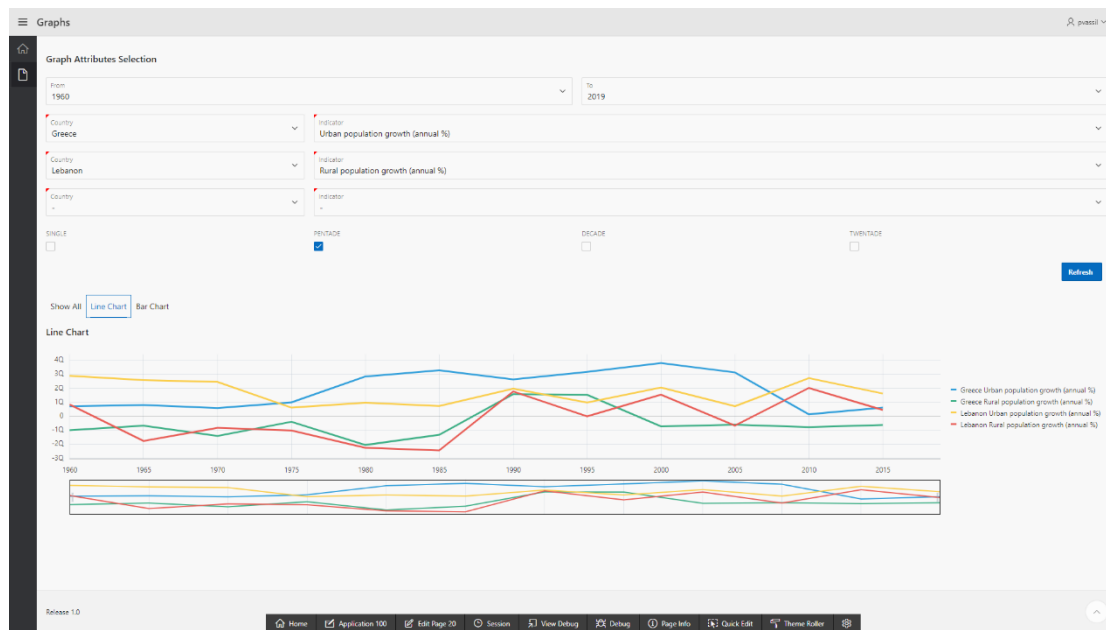 Graphs
pvassil
Graph Attributes Selection
From
1960
To
2019
Country
Greece
Indicator
Urban population growth (annual %)
Country
Lebanon
Indicator
Rural population growth (annual %)
Country
-
Indicator
-
SINGLE
PENTADE
DECADE
TWENTADE
Refresh
Show All Line Chart Bar Chart
Line Chart
4Q
3Q
2Q
1Q
0
-1Q
-2Q
-3Q
1960 1965 1970 1975 1980 1985 1990 1995 2000 2005 2010 2015
Greece Urban population growth (annual %)
Greece Rural population growth (annual %)
Lebanon Urban population growth (annual %)
Lebanon Rural population growth (annual %)
Release 1.0
Home Application 100 Edit Page 20 Session View Debug Debug Page Info Quick Edit Theme Roller